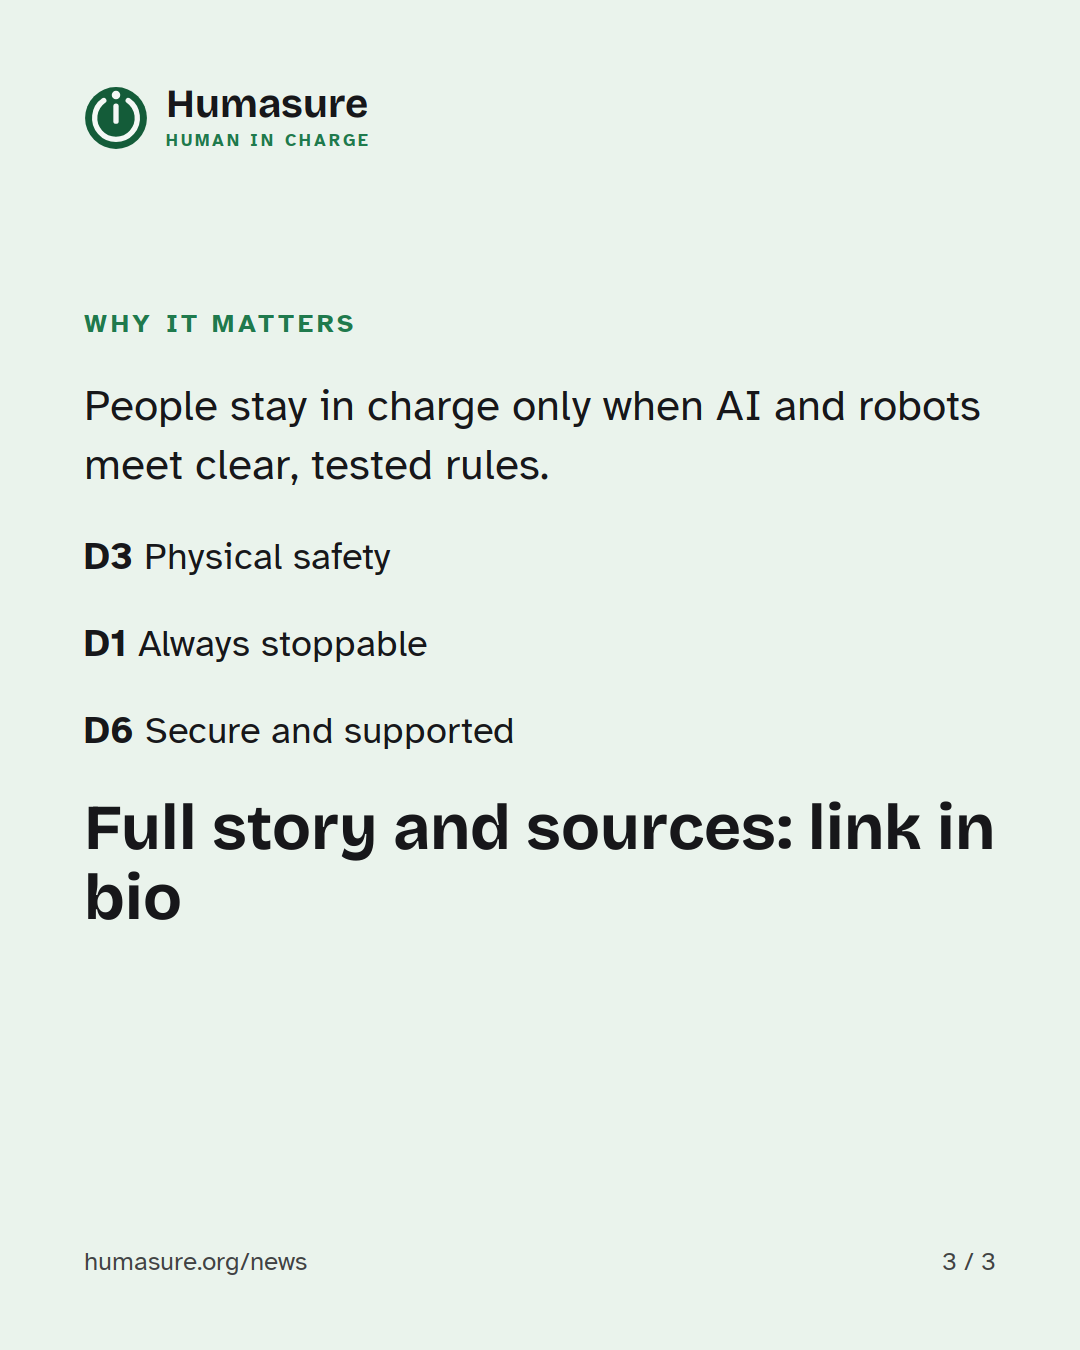 Humasure
HUMAN IN CHARGE
WHY IT MATTERS
People stay in charge only when AI and robots
meet clear, tested rules.
D3 Physical safety
D1 Always stoppable
D6 Secure and supported
Full story and sources: link in
bio
humasure.org/news
3 / 3